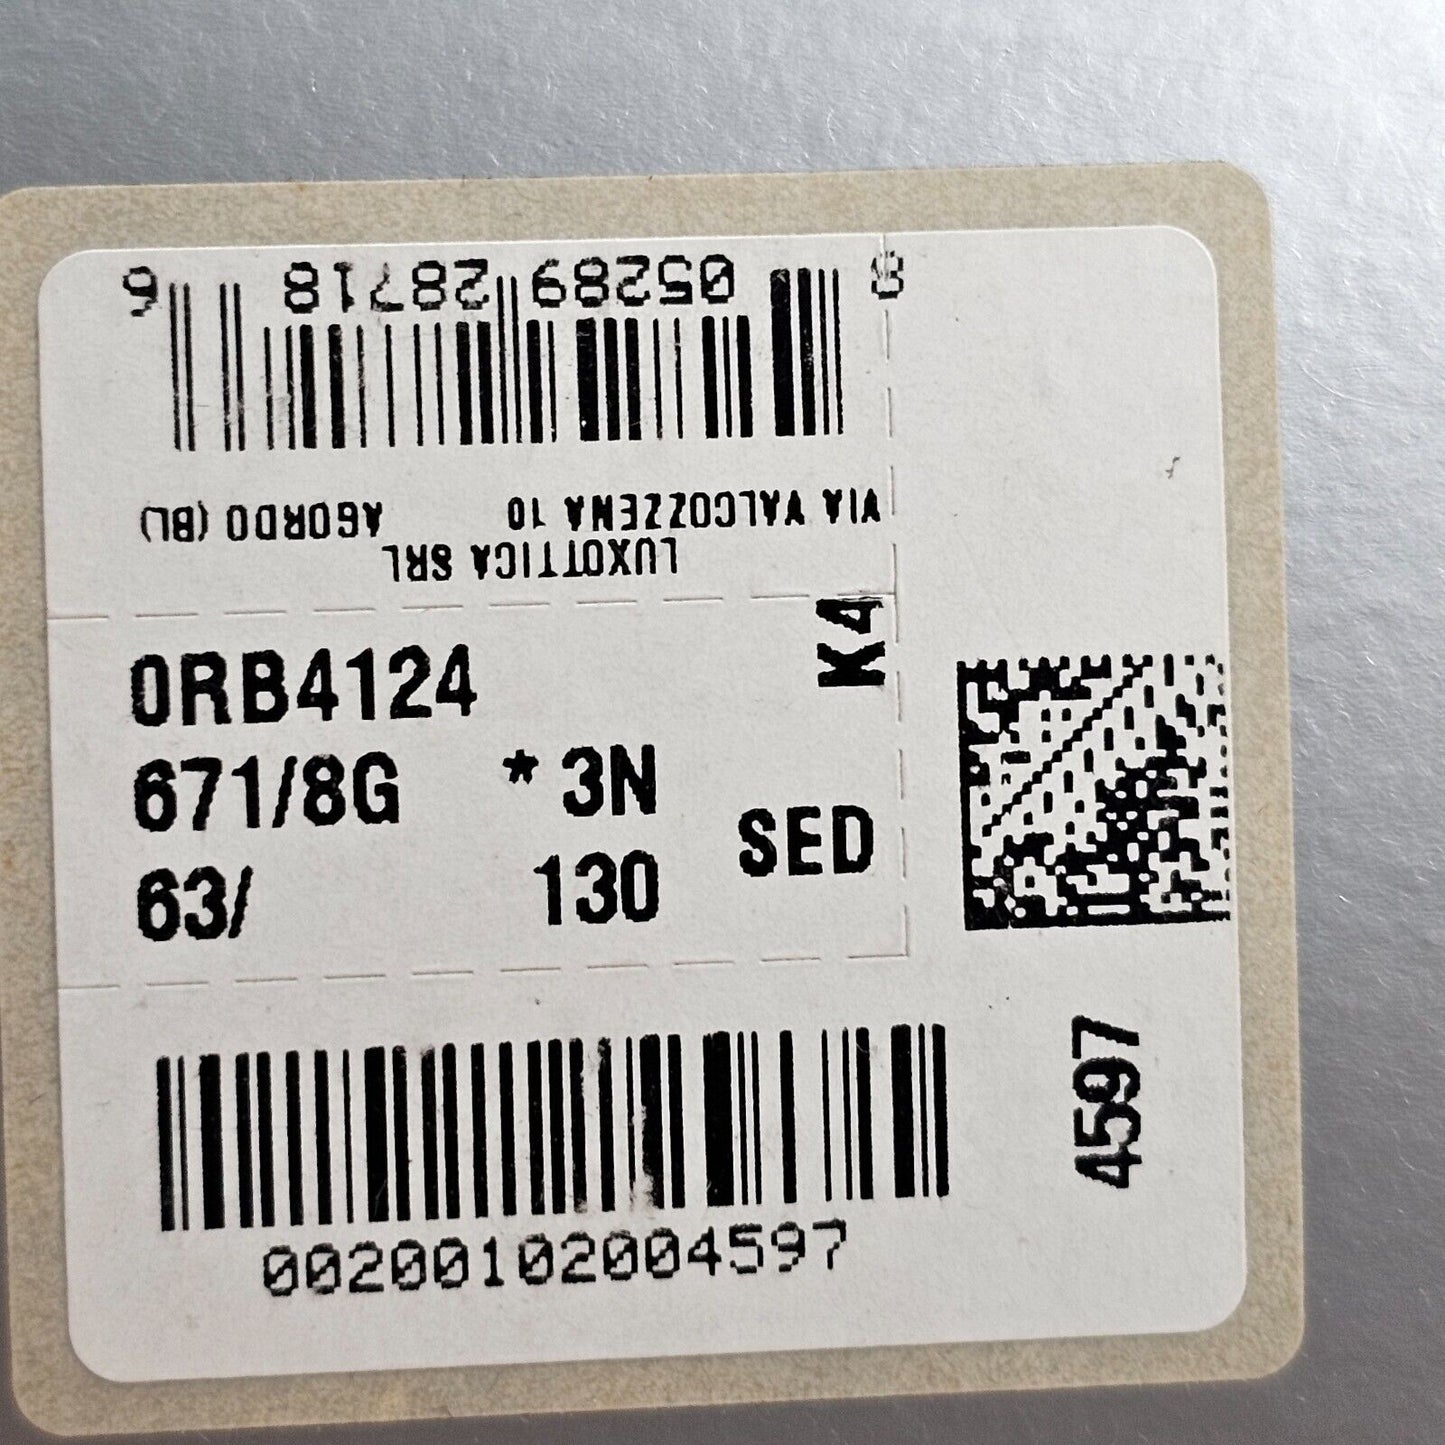 8 05289 28718 6
LUXOTTICA SRL
VIA VALCOZZENA 10 AGORDO (BL)
0RB4124
K4
671/8G * 3N
SED
63/ 130
4597
00200102004597